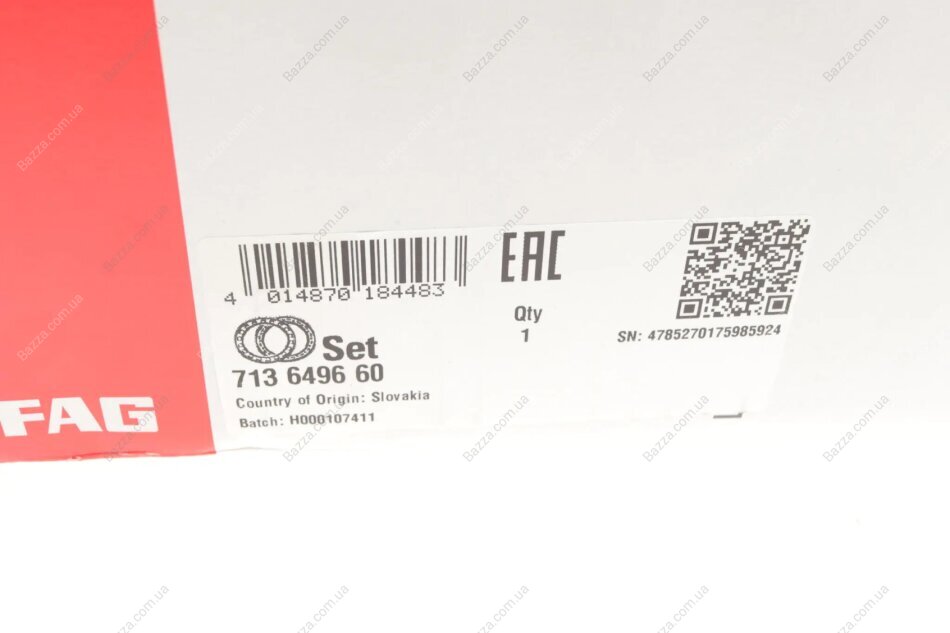 FAG
4 014870 184483
EAC
Qty
1
SN: 4785270175985924
Set
713 6496 60
Country of Origin: Slovakia
Batch: H000107411
Bazza.com.ua